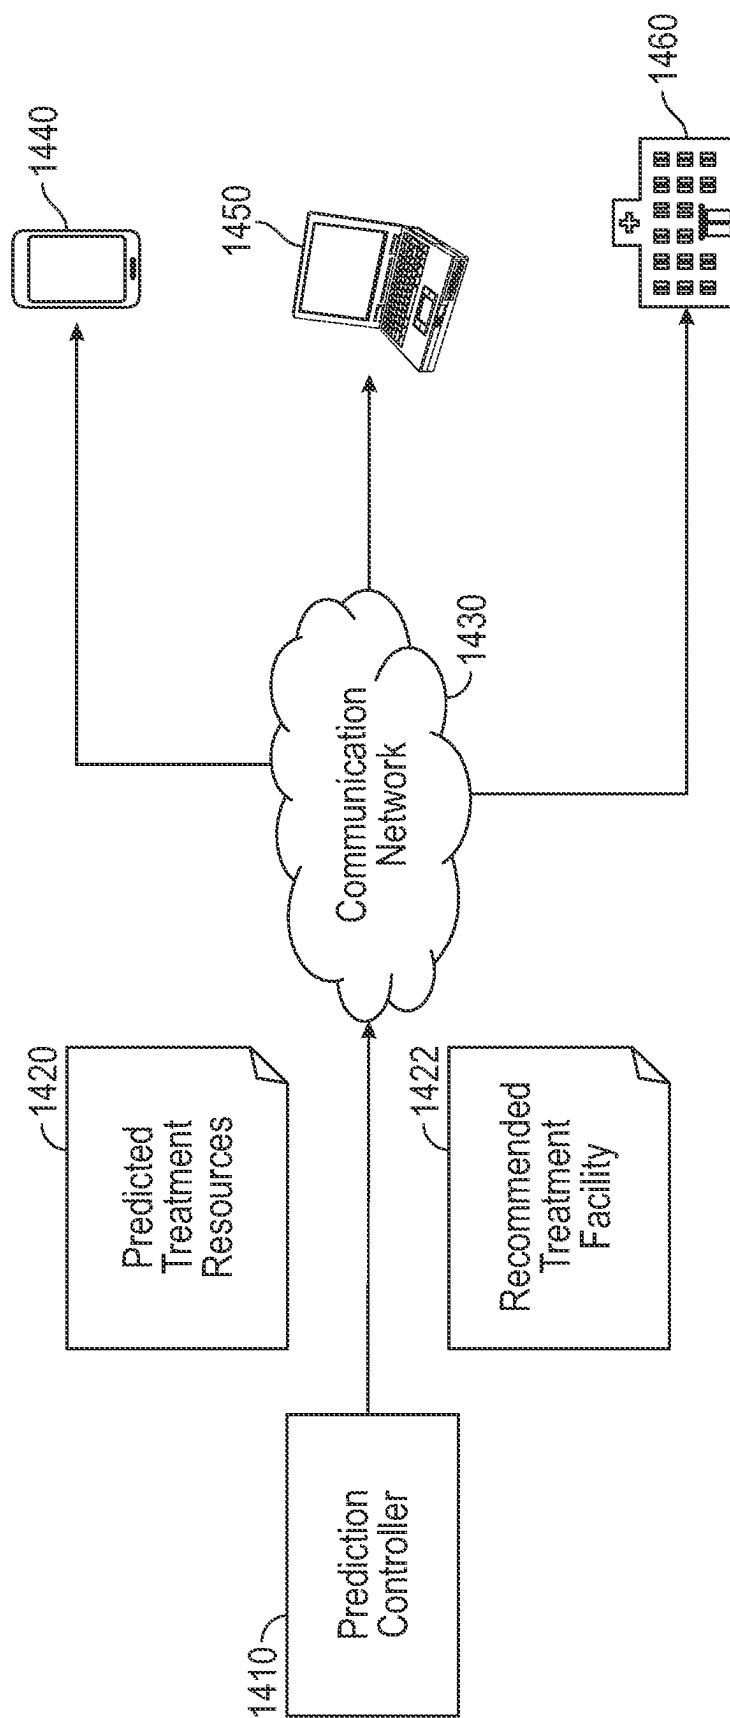 1410
Prediction
Controller
1420
Predicted
Treatment
Resources
1422
Recommended
Treatment
Facility
Communication
Network
1430
1440
1450
1460